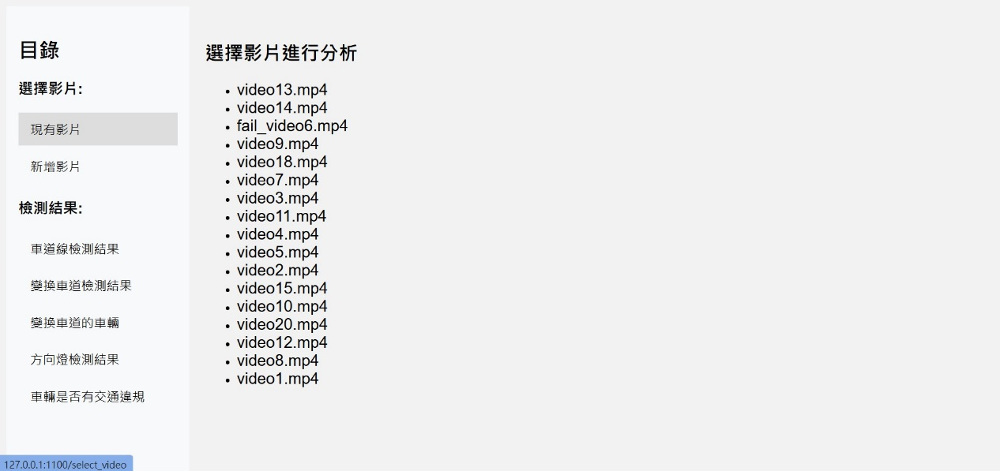 目錄
選擇影片:
現有影片
新增影片
檢測結果:
車道線檢測結果
變換車道檢測結果
變換車道的車輛
方向燈檢測結果
車輛是否有交通違規
選擇影片進行分析
video13.mp4
video14.mp4
fail_video6.mp4
video9.mp4
video18.mp4
video7.mp4
video3.mp4
video11.mp4
video4.mp4
video5.mp4
video2.mp4
video15.mp4
video10.mp4
video20.mp4
video12.mp4
video8.mp4
video1.mp4
127.0.0.1:1100/select_video